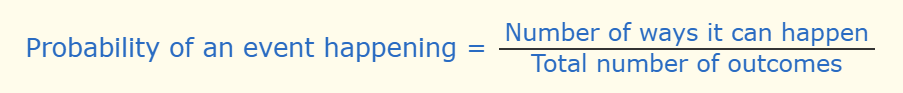 Probability of an event happening = Number of ways it can happen
Total number of outcomes